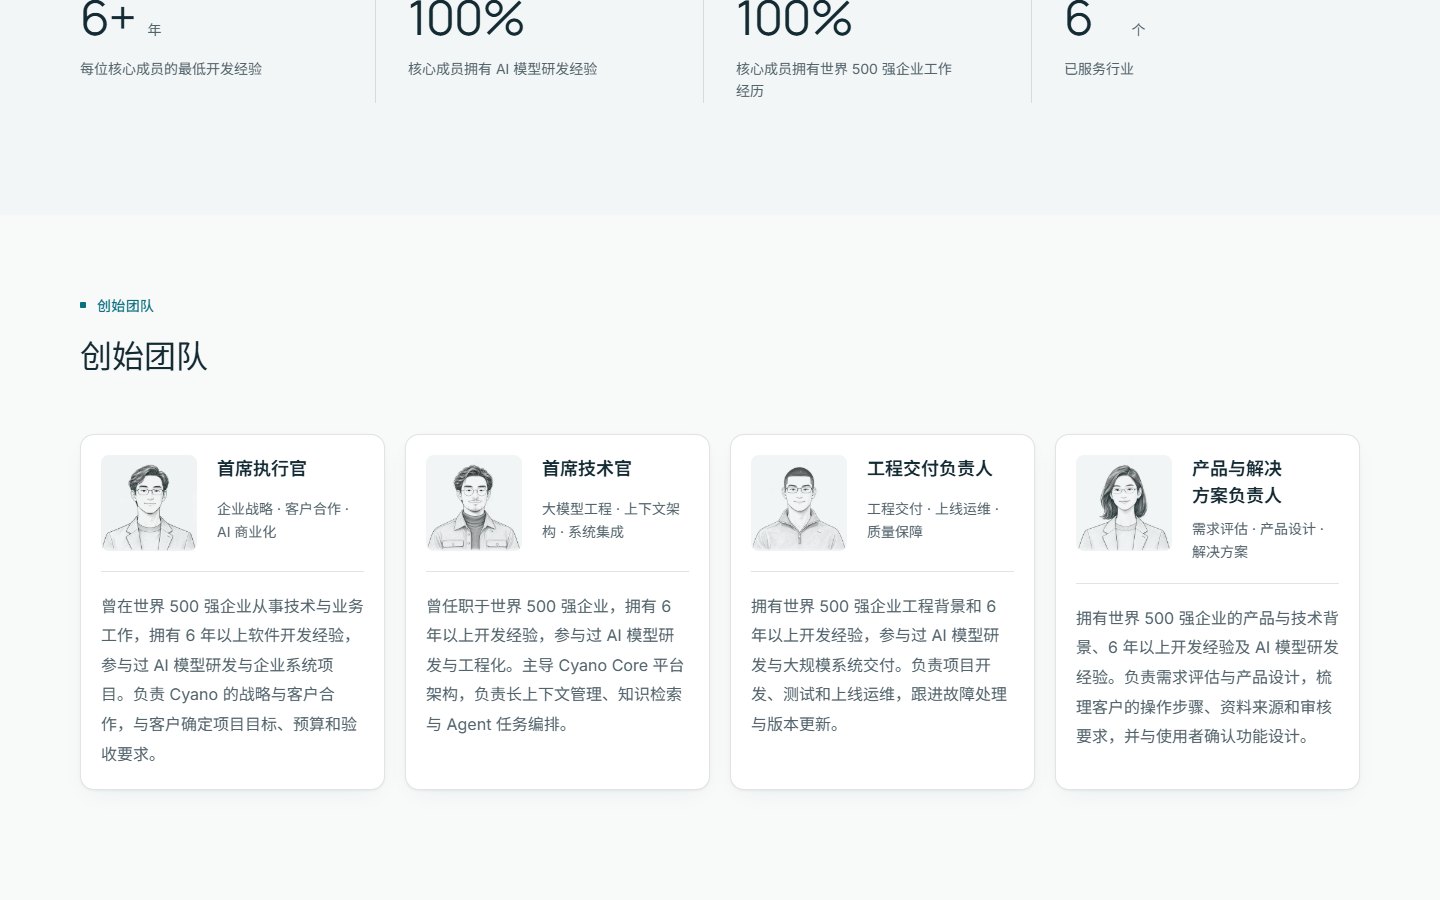 6+ 年
每位核心成员的最低开发经验
100%
核心成员拥有 AI 模型研发经验
100%
核心成员拥有世界 500 强企业工作
经历
6 个
已服务行业
创始团队
创始团队
首席执行官
企业战略 · 客户合作 ·
AI 商业化
曾在世界 500 强企业从事技术与业务
工作，拥有 6 年以上软件开发经验，
参与过 AI 模型研发与企业系统项
目。负责 Cyano 的战略与客户合
作，与客户确定项目目标、预算和验
收要求。
首席技术官
大模型工程 · 上下文架
构 · 系统集成
曾任职于世界 500 强企业，拥有 6
年以上开发经验，参与过 AI 模型研
发与工程化。主导 Cyano Core 平台
架构，负责长上下文管理、知识检索
与 Agent 任务编排。
工程交付负责人
工程交付 · 上线运维 ·
质量保障
拥有世界 500 强企业工程背景和 6
年以上开发经验，参与过 AI 模型研
发与大规模系统交付。负责项目开
发、测试和上线运维，跟进故障处理
与版本更新。
产品与解决
方案负责人
需求评估 · 产品设计 ·
解决方案
拥有世界 500 强企业的产品与技术背
景、6 年以上开发经验及 AI 模型研发
经验。负责需求评估与产品设计，梳
理客户的操作步骤、资料来源和审核
要求，并与使用者确认功能设计。